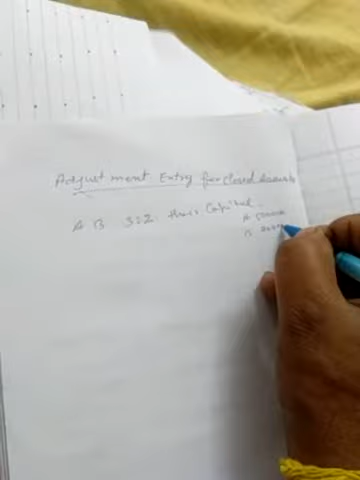 Adjustment Entry for closed Accounts
A B 3:2. their Capital.
A
B